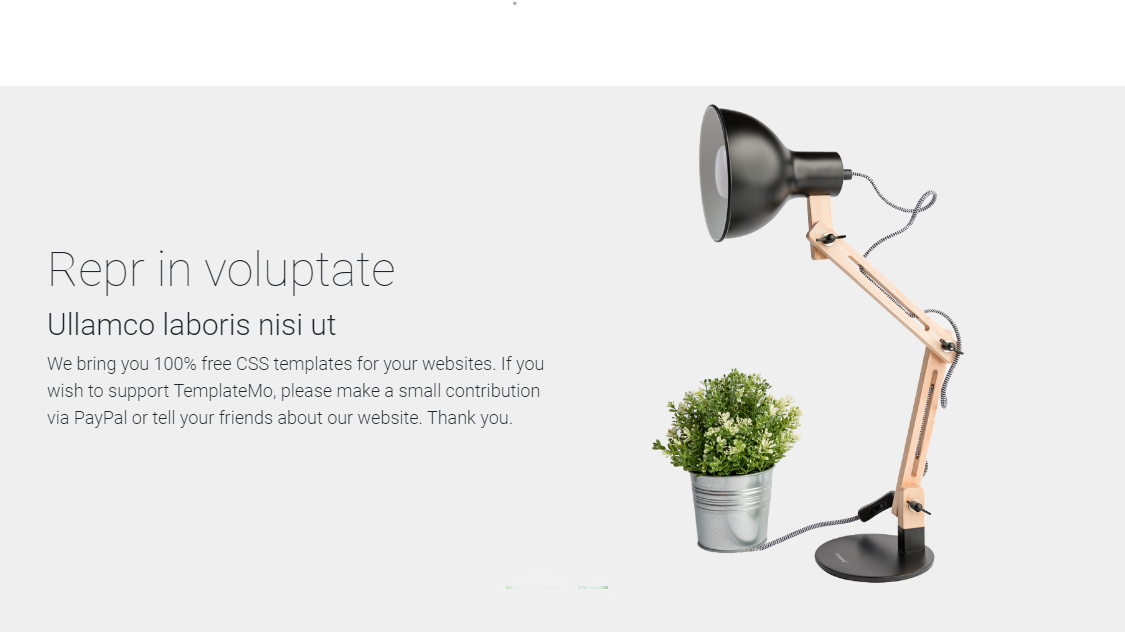 Repr in voluptate
Ullamco laboris nisi ut
We bring you 100% free CSS templates for your websites. If you
wish to support TemplateMo, please make a small contribution
via PayPal or tell your friends about our website. Thank you.